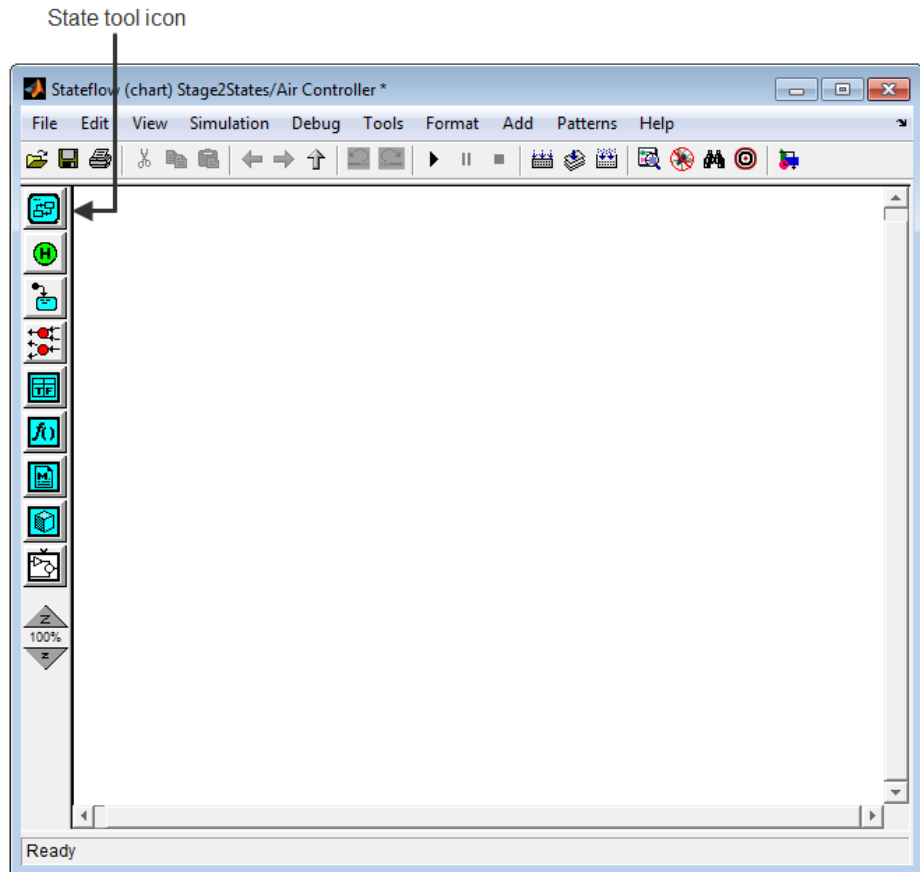 State tool icon
Stateflow (chart) Stage2States/Air Controller *
File Edit View Simulation Debug Tools Format Add Patterns Help
H
TF
f()
M
Z
100%
z
Ready